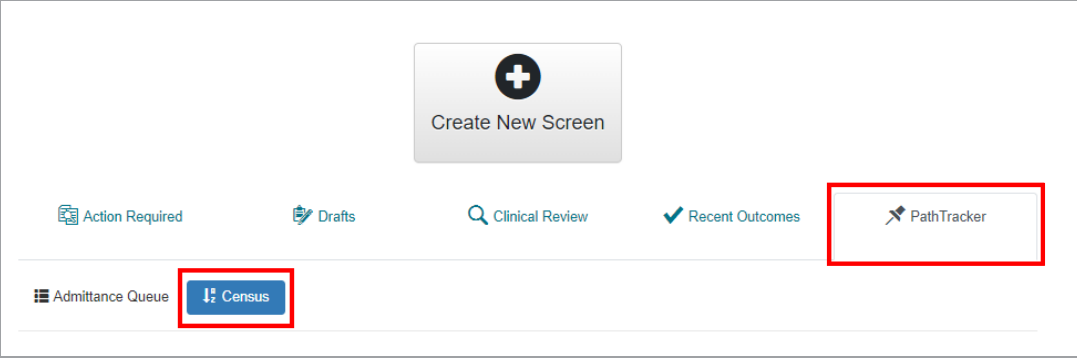 Create New Screen
Action Required Drafts Clinical Review Recent Outcomes PathTracker
Admittance Queue Census